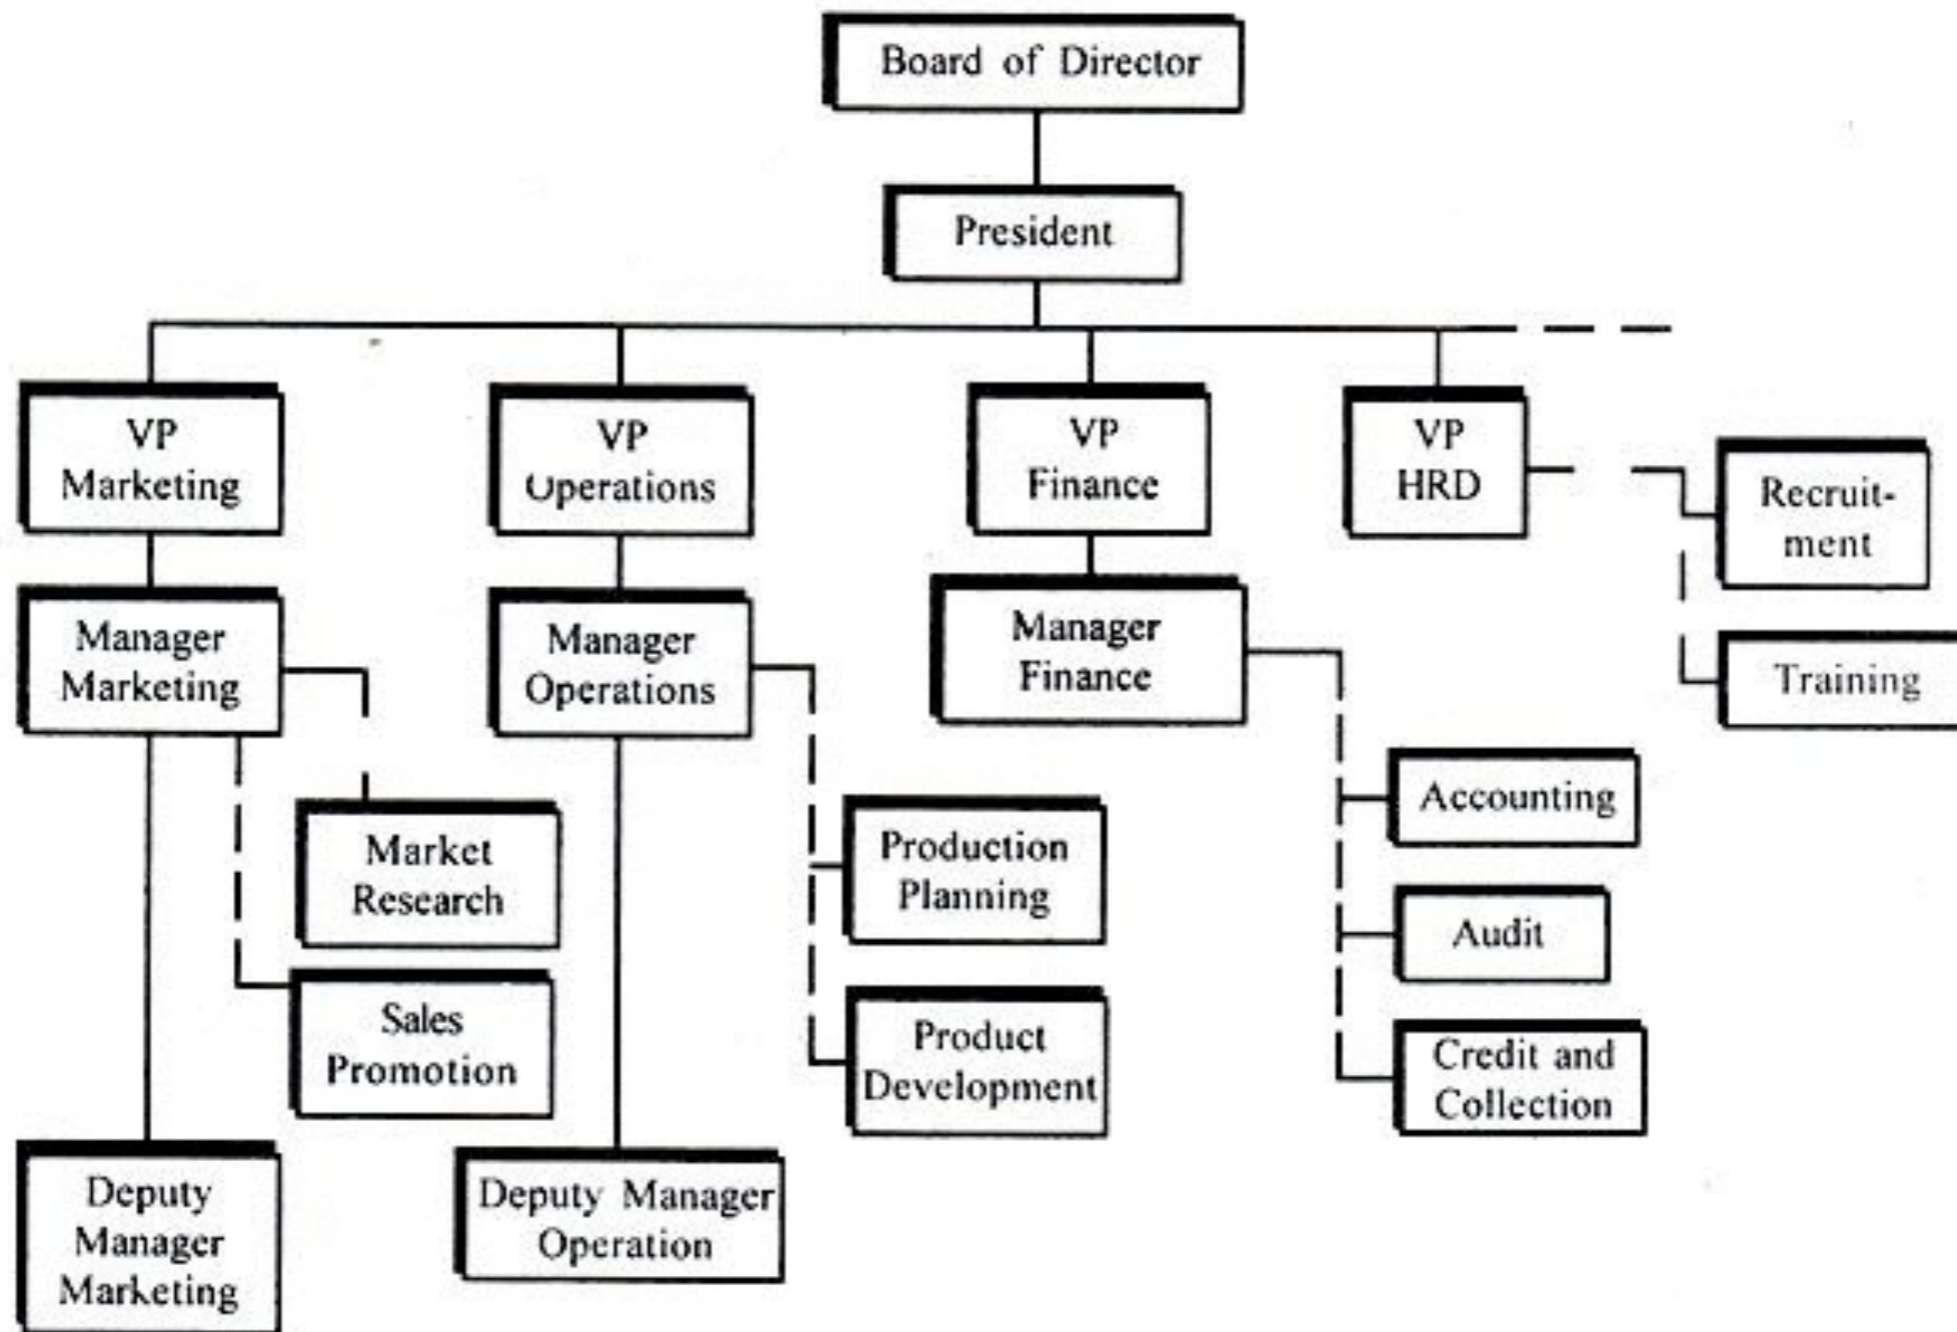 Board of Director
President
VP
Marketing
VP
Operations
VP
Finance
VP
HRD
Recruit-
ment
Training
Manager
Marketing
Manager
Operations
Manager
Finance
Accounting
Audit
Credit and
Collection
Market
Research
Sales
Promotion
Production
Planning
Product
Development
Deputy
Manager
Marketing
Deputy Manager
Operation